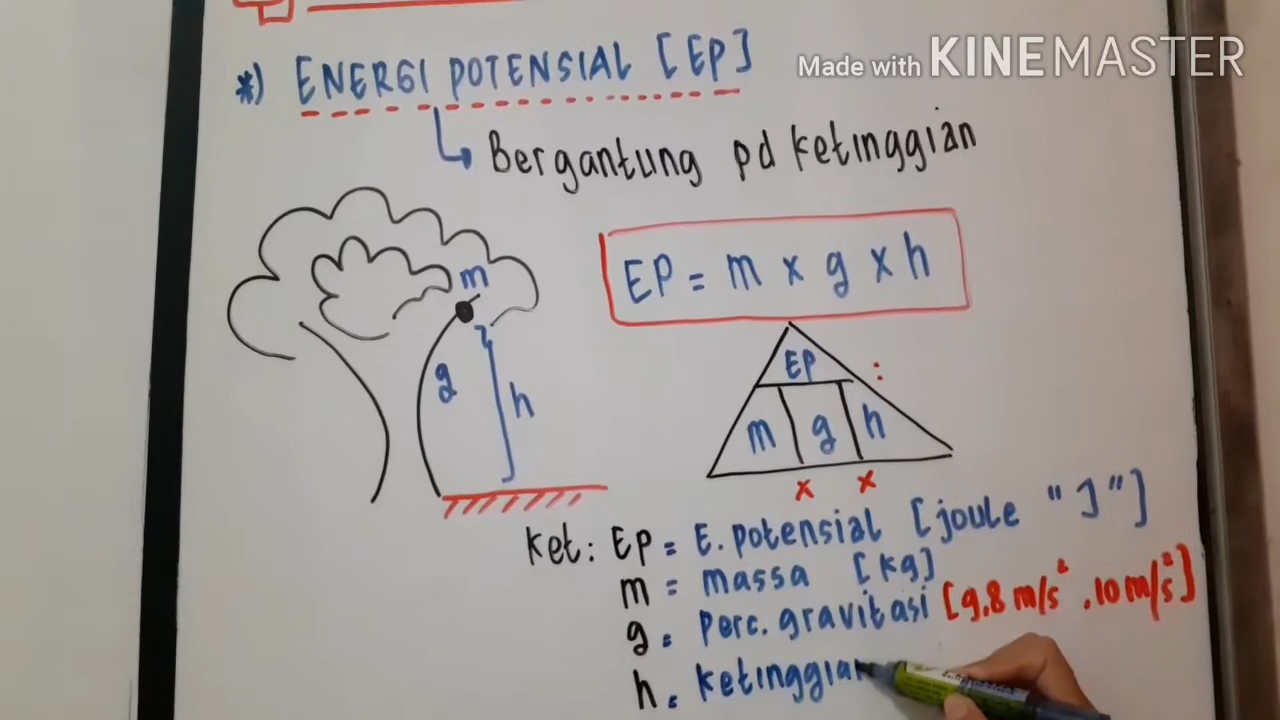 Made with KINEMASTER
*) ENERGI POTENSIAL [EP]
Bergantung pd ketinggian
EP = m x g x h
m
g
h
EP :
m g h
x x
Ket: Ep = E. potensial [joule "J"]
m = massa [kg]
g = Perc. gravitasi [9,8 m/s², 10 m/s²]
h = ketinggian